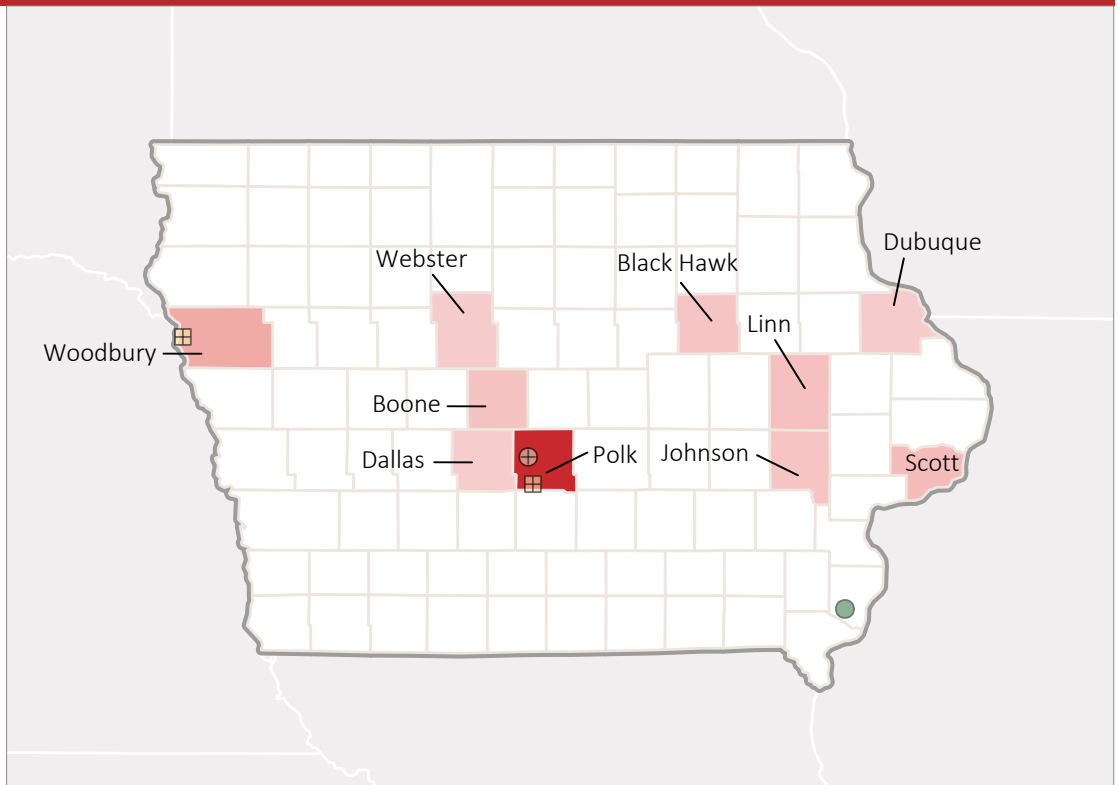 Dubuque
Webster
Black Hawk
Linn
Woodbury
Boone
Dallas
Polk
Johnson
Scott